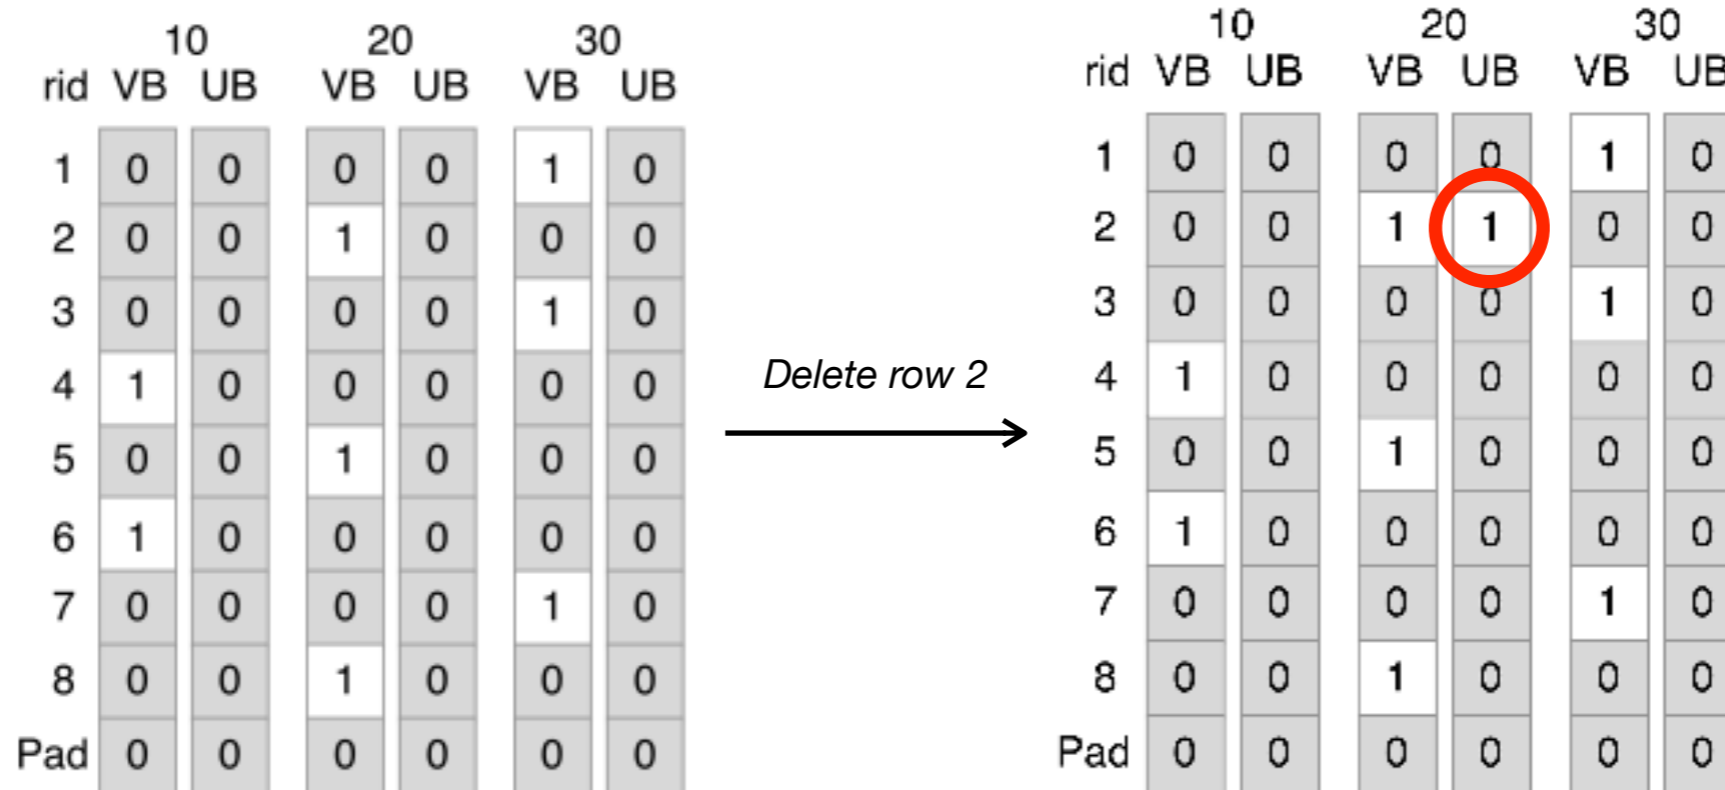 10 20 30
rid VB UB VB UB VB UB
1 0 0 0 0 1 0
2 0 0 1 0 0 0
3 0 0 0 0 1 0
4 1 0 0 0 0 0
5 0 0 1 0 0 0
6 1 0 0 0 0 0
7 0 0 0 0 1 0
8 0 0 1 0 0 0
Pad 0 0 0 0 0 0
Delete row 2
10 20 30
rid VB UB VB UB VB UB
1 0 0 0 0 1 0
2 0 0 1 1 0 0
3 0 0 0 0 1 0
4 1 0 0 0 0 0
5 0 0 1 0 0 0
6 1 0 0 0 0 0
7 0 0 0 0 1 0
8 0 0 1 0 0 0
Pad 0 0 0 0 0 0